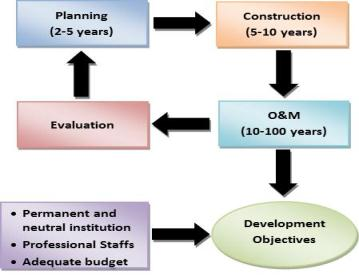 Planning
(2-5 years)
Construction
(5-10 years)
Evaluation
O&M
(10-100 years)
• Permanent and
neutral institution
• Professional Staffs
• Adequate budget
Development
Objectives